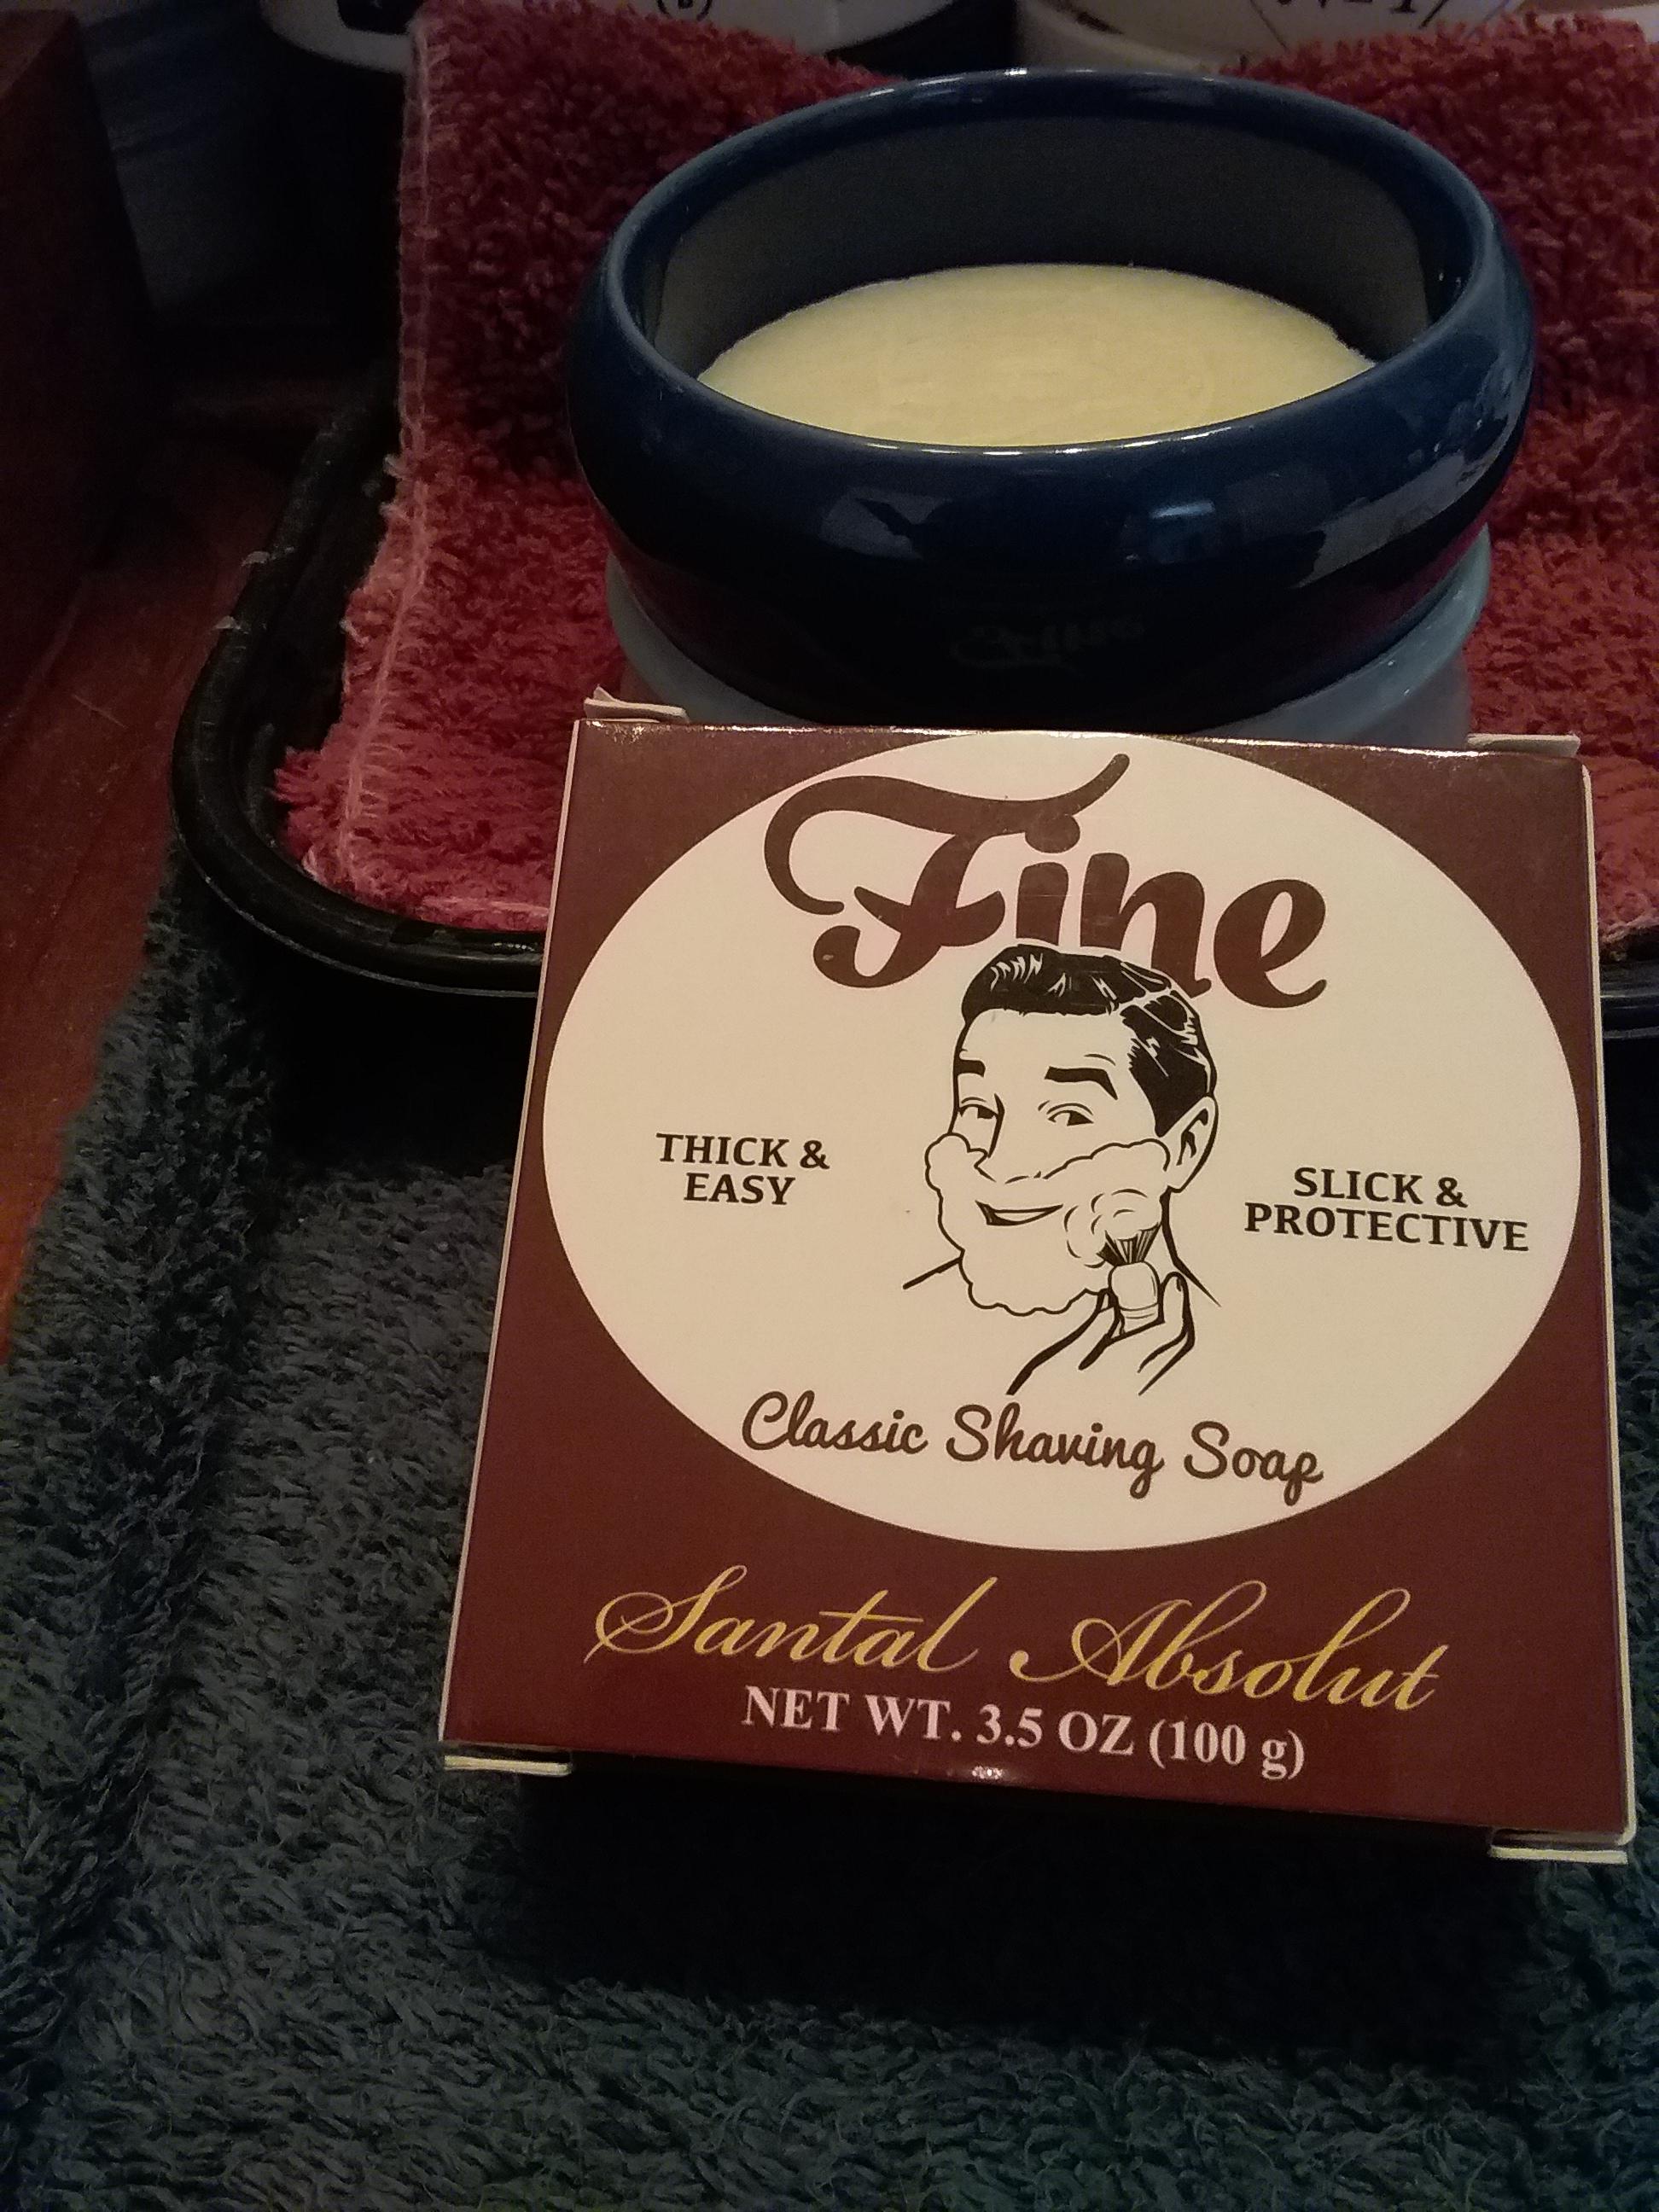 Fine
THICK &
EASY
SLICK &
PROTECTIVE
Classic Shaving Soap
Santal Absolut
NET WT. 3.5 OZ (100 g)